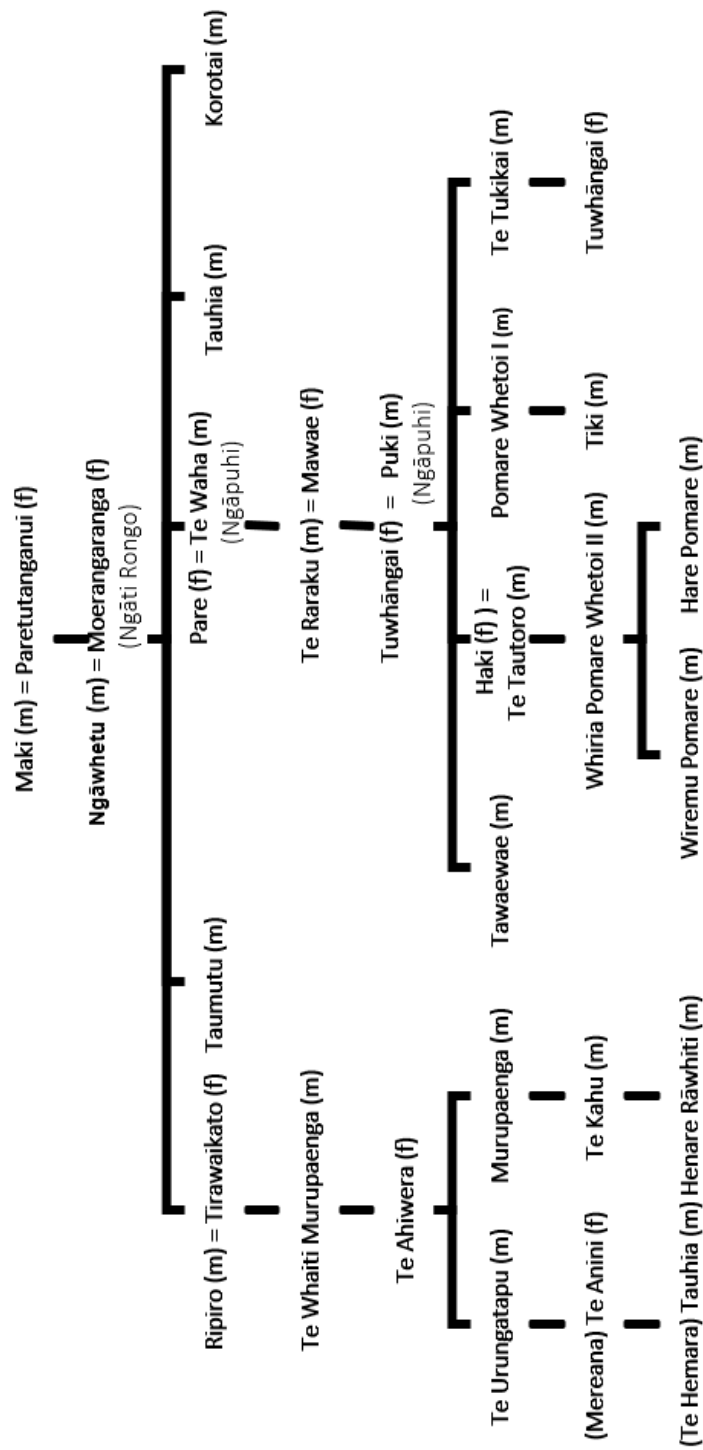 Maki (m) = Paretutanganui (f)
Ngāwhetu (m) = Moerangaranga (f)
(Ngāti Rongo)
Ripiro (m) = Tirawaikato (f)
Taumutu (m)
Pare (f) = Te Waha (m)
(Ngāpuhi)
Tauhia (m)
Korotai (m)
Te Whaiti Murupaenga (m)
Te Raraku (m) = Mawae (f)
Te Ahiwera (f)
Tuwhāngai (f) = Puki (m)
(Ngāpuhi)
Te Urungatapu (m)
Murupaenga (m)
Tawaewae (m)
Haki (f) ) =
Te Tautoro (m)
Pomare Whetoi I (m)
Te Tukikai (m)
(Mereana) Te Anini (f)
Te Kahu (m)
Whiria Pomare Whetoi II (m)
Tiki (m)
Tuwhāngai (f)
(Te Hemara) Tauhia (m)
Henare Rāwhiti (m)
Wiremu Pomare (m)
Hare Pomare (m)